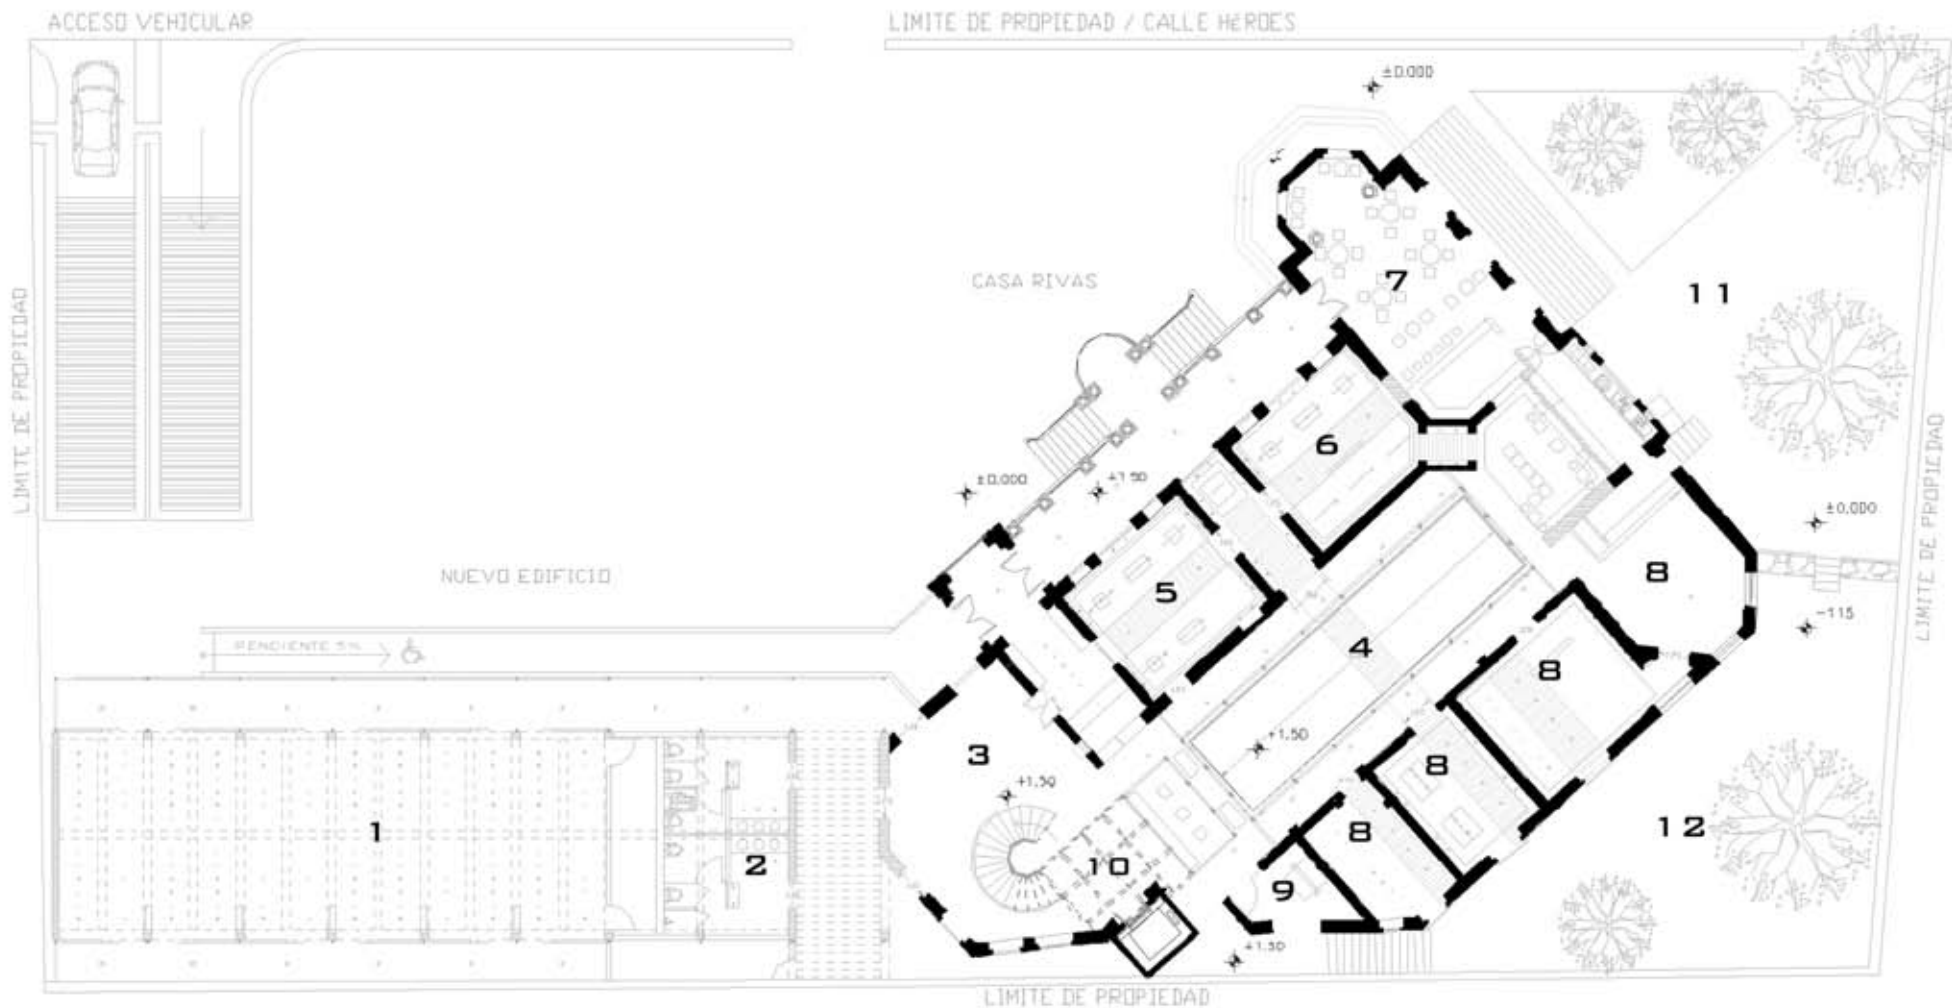 ACCESO VEHICULAR
LIMITE DE PROPIEDAD / CALLE HÉROES
±0.000
7
11
CASA RIVAS
LIMITE DE PROPIEDAD
6
±0.000
+1.50
±0.000
LIMITE DE PROPIEDAD
NUEVO EDIFICIO
5
8
-115
PENDIENTE 5%
4
8
3
+1.50
8
+1.50
1
2
10
8
12
9
+1.50
LIMITE DE PROPIEDAD